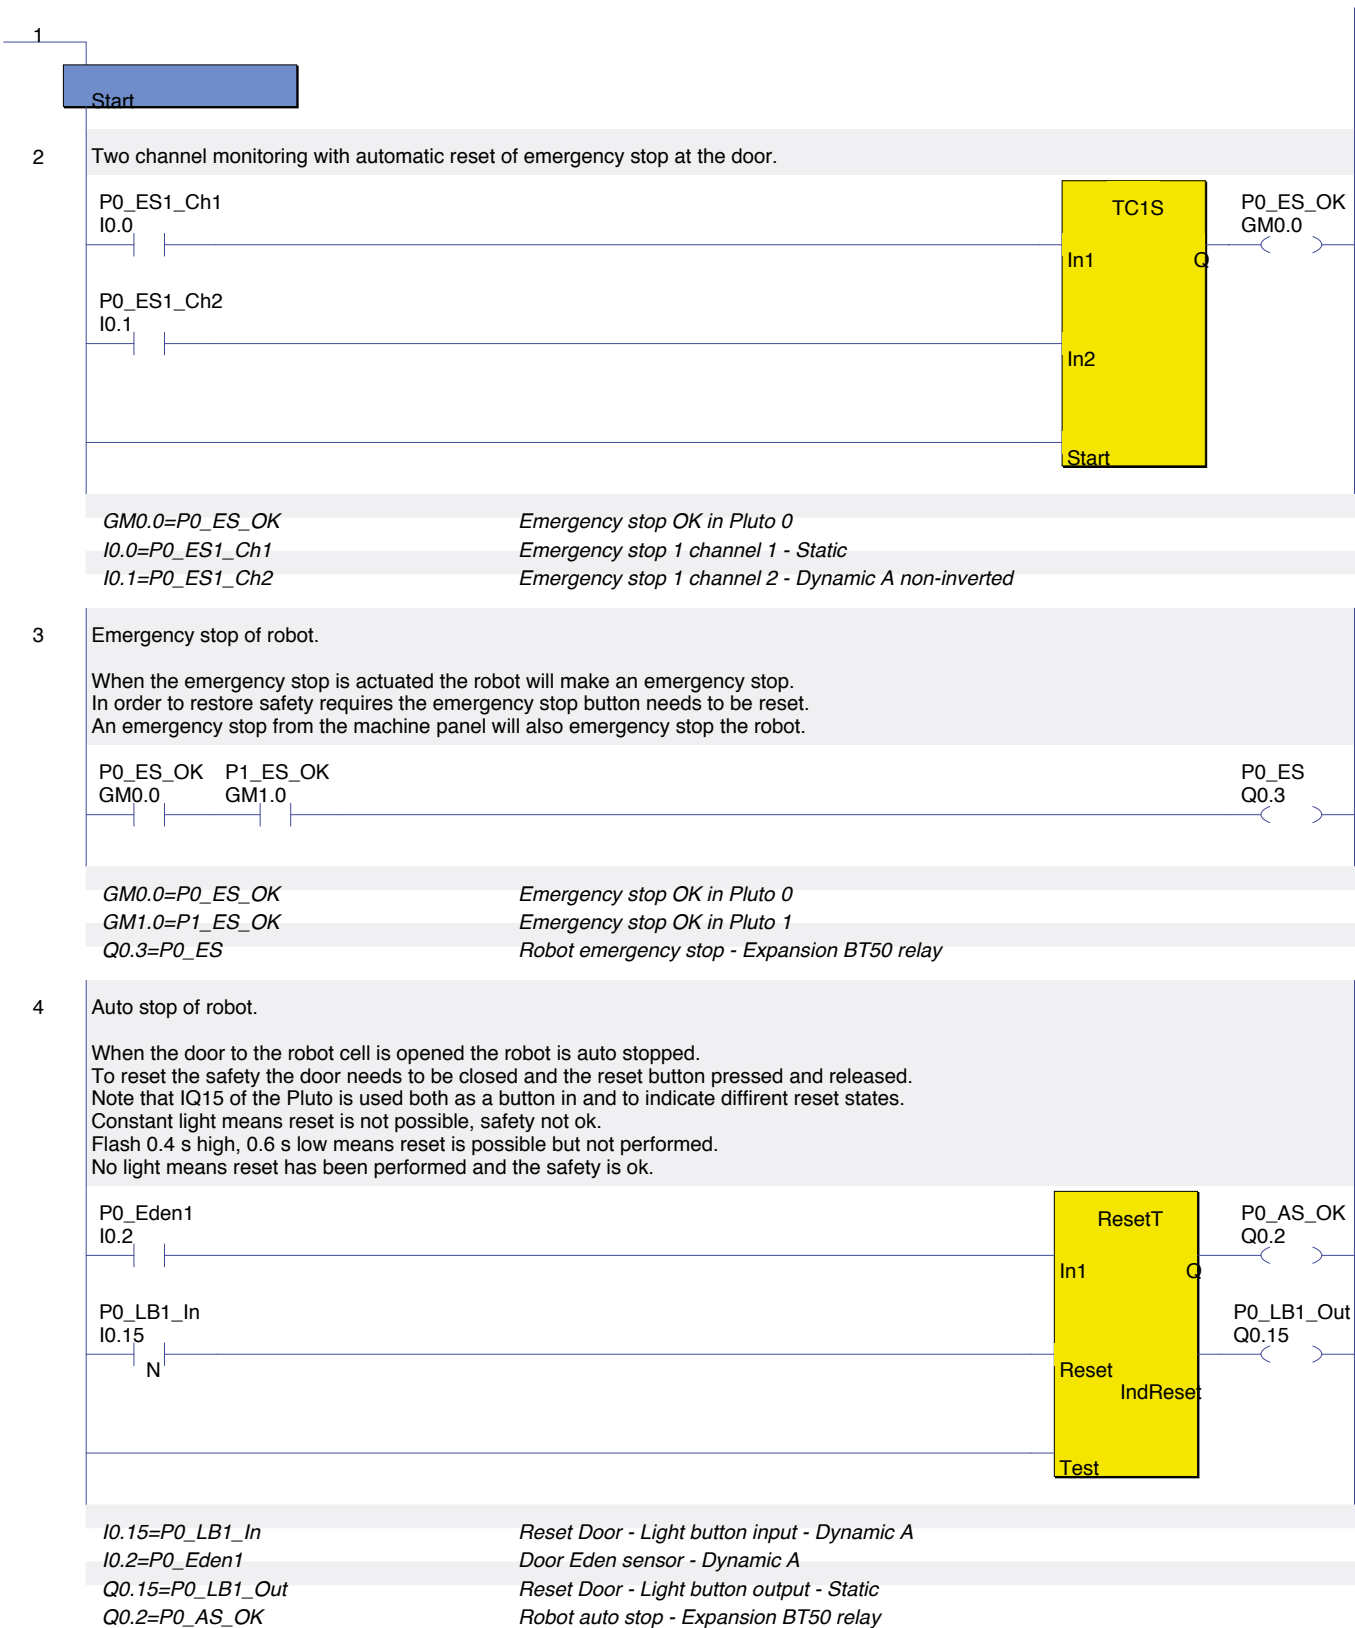 1
Start
2 Two channel monitoring with automatic reset of emergency stop at the door.
P0_ES1_Ch1 TC1S P0_ES_OK
I0.0 GM0.0
In1 Q
P0_ES1_Ch2
I0.1
In2
Start
GM0.0=P0_ES_OK Emergency stop OK in Pluto 0
I0.0=P0_ES1_Ch1 Emergency stop 1 channel 1 - Static
I0.1=P0_ES1_Ch2 Emergency stop 1 channel 2 - Dynamic A non-inverted
3 Emergency stop of robot.
When the emergency stop is actuated the robot will make an emergency stop.
In order to restore safety requires the emergency stop button needs to be reset.
An emergency stop from the machine panel will also emergency stop the robot.
P0_ES_OK P1_ES_OK P0_ES
GM0.0 GM1.0 Q0.3
GM0.0=P0_ES_OK Emergency stop OK in Pluto 0
GM1.0=P1_ES_OK Emergency stop OK in Pluto 1
Q0.3=P0_ES Robot emergency stop - Expansion BT50 relay
4 Auto stop of robot.
When the door to the robot cell is opened the robot is auto stopped.
To reset the safety the door needs to be closed and the reset button pressed and released.
Note that IQ15 of the Pluto is used both as a button in and to indicate diffirent reset states.
Constant light means reset is not possible, safety not ok.
Flash 0.4 s high, 0.6 s low means reset is possible but not performed.
No light means reset has been performed and the safety is ok.
P0_Eden1 ResetT P0_AS_OK
I0.2 Q0.2
In1 Q
P0_LB1_In P0_LB1_Out
I0.15 Q0.15
N Reset
IndReset
Test
I0.15=P0_LB1_In Reset Door - Light button input - Dynamic A
I0.2=P0_Eden1 Door Eden sensor - Dynamic A
Q0.15=P0_LB1_Out Reset Door - Light button output - Static
Q0.2=P0_AS_OK Robot auto stop - Expansion BT50 relay